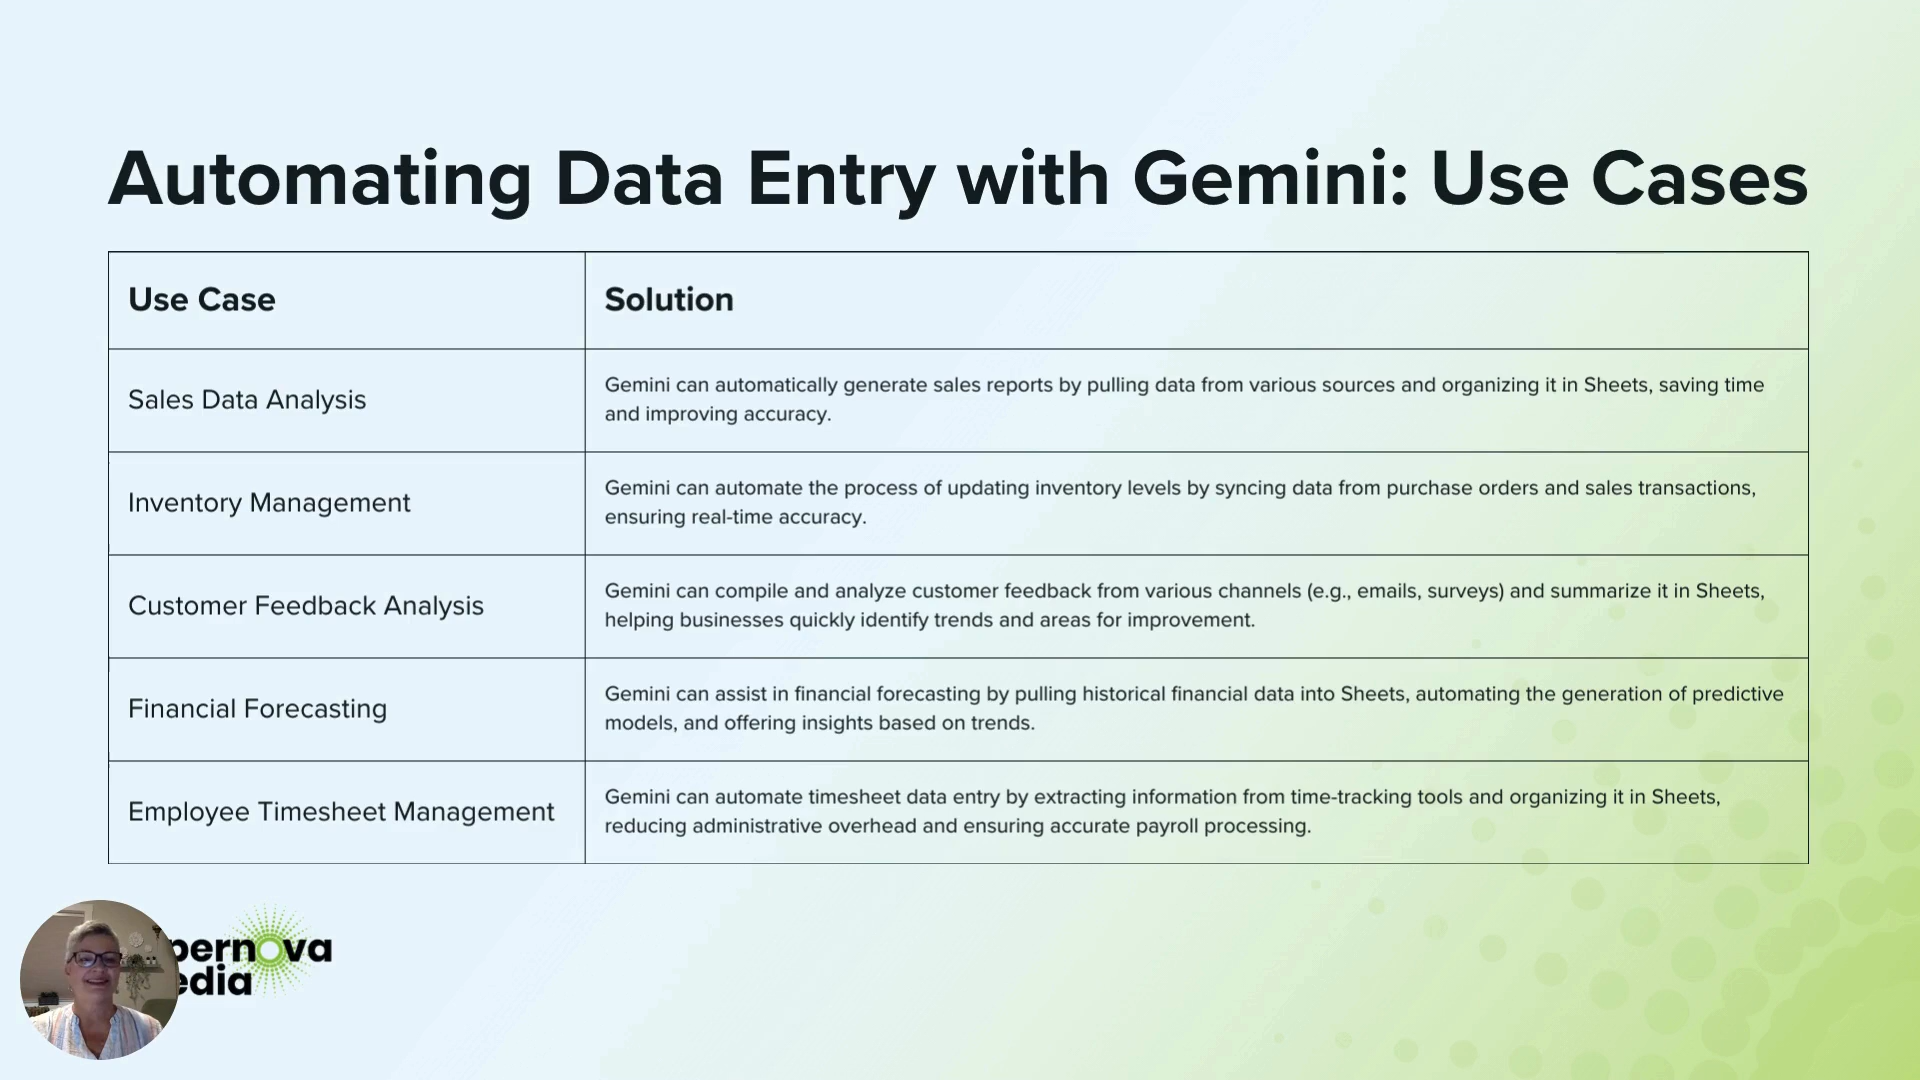 Automating Data Entry with Gemini: Use Cases
Use Case
Solution
Sales Data Analysis
Gemini can automatically generate sales reports by pulling data from various sources and organizing it in Sheets, saving time
and improving accuracy.
Inventory Management
Gemini can automate the process of updating inventory levels by syncing data from purchase orders and sales transactions,
ensuring real-time accuracy.
Customer Feedback Analysis
Gemini can compile and analyze customer feedback from various channels (e.g., emails, surveys) and summarize it in Sheets,
helping businesses quickly identify trends and areas for improvement.
Financial Forecasting
Gemini can assist in financial forecasting by pulling historical financial data into Sheets, automating the generation of predictive
models, and offering insights based on trends.
Employee Timesheet Management
Gemini can automate timesheet data entry by extracting information from time-tracking tools and organizing it in Sheets,
reducing administrative overhead and ensuring accurate payroll processing.
pernova
edia